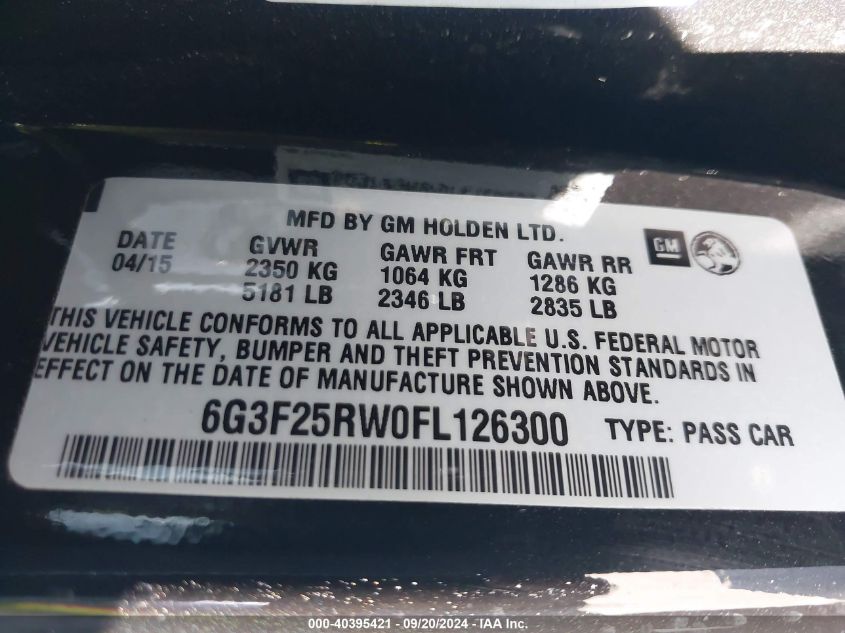 MFD BY GM HOLDEN LTD.
DATE GVWR GAWR FRT GAWR RR
04/15 2350 KG 1064 KG 1286 KG
5181 LB 2346 LB 2835 LB
GM
THIS VEHICLE CONFORMS TO ALL APPLICABLE U.S. FEDERAL MOTOR
VEHICLE SAFETY, BUMPER AND THEFT PREVENTION STANDARDS IN
EFFECT ON THE DATE OF MANUFACTURE SHOWN ABOVE.
6G3F25RW0FL126300 TYPE: PASS CAR
000-40395421 - 09/20/2024 - IAA Inc.